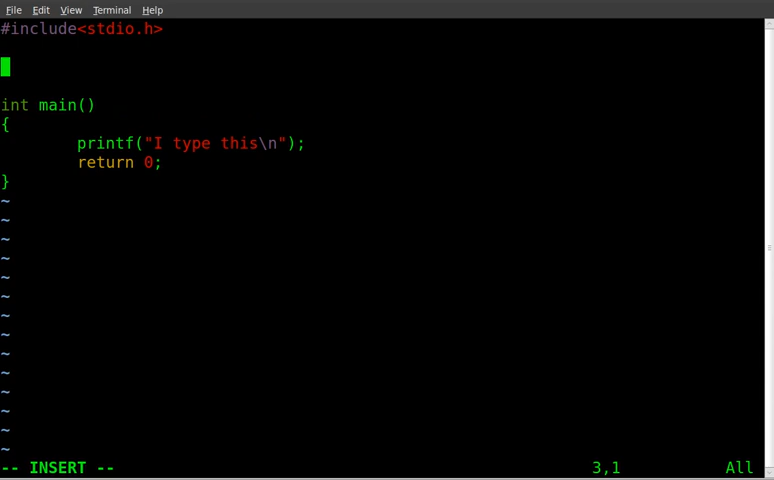 File Edit View Terminal Help
#include<stdio.h>
int main()
{
printf("I type this\n");
return 0;
}
~
~
~
~
~
~
~
~
~
~
~
~
~
~
-- INSERT -- 3,1 All